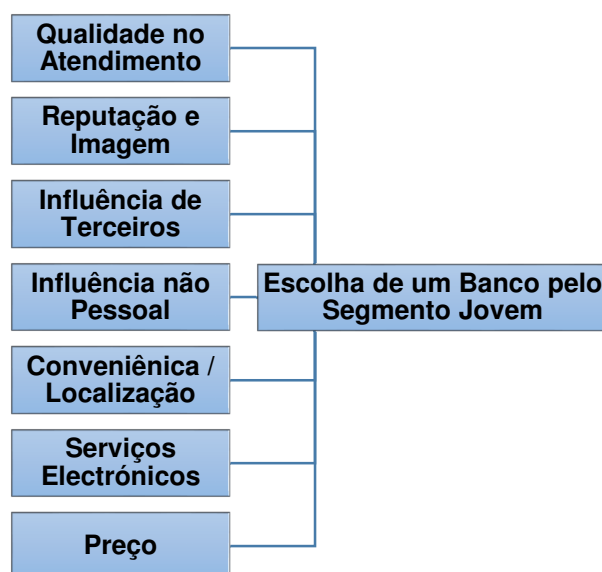 Qualidade no
Atendimento
Reputação e
Imagem
Influência de
Terceiros
Influência não
Pessoal
Escolha de um Banco pelo
Segmento Jovem
Conveniênica /
Localização
Serviços
Electrónicos
Preço